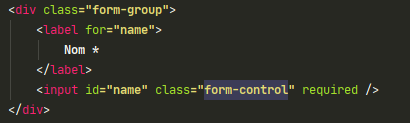 <div class="form-group">
<label for="name">
Nom *
</label>
<input id="name" class="form-control" required />
</div>